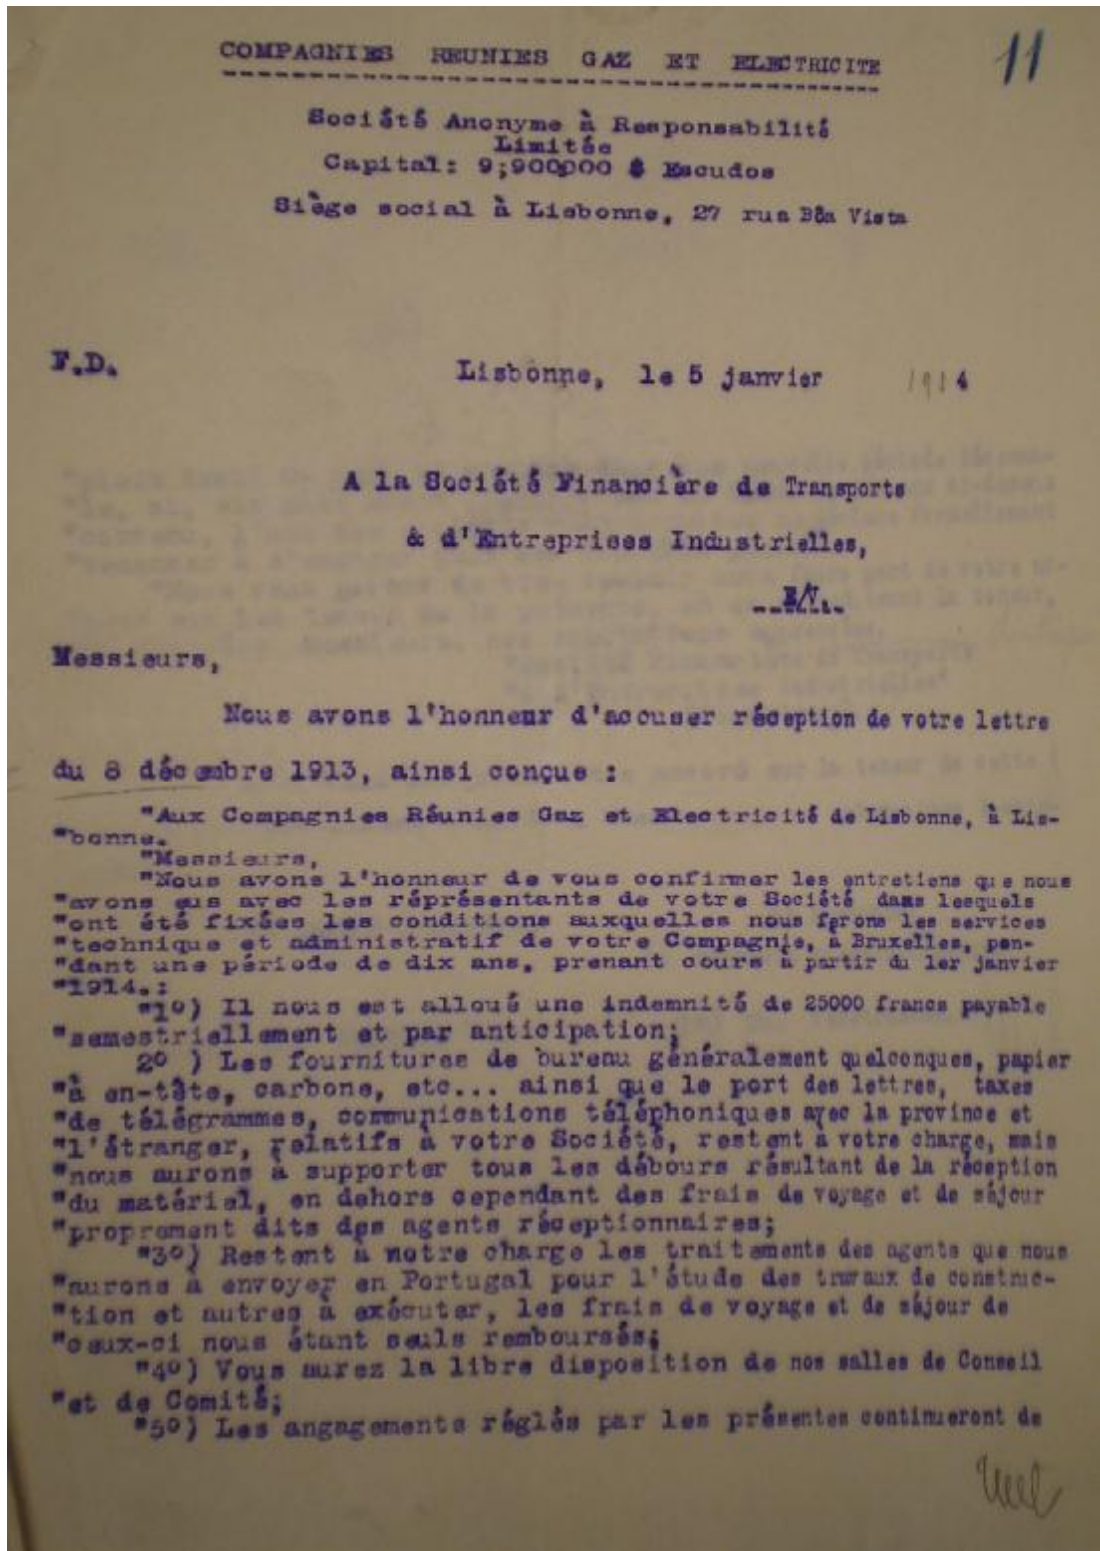 11
COMPAGNIES REUNIES GAZ ET ELECTRICITE
Société Anonyme à Responsabilité
Limitée
Capital: 9;900000 $ Escudos
Siège social à Lisbonne, 27 rua Bôa Vista
F.D.
Lisbonne, le 5 janvier 1914
A la Société Financière de Transports
& d'Entreprises Industrielles,
E/V.
Messieurs,
Nous avons l'honneur d'accuser réception de votre lettre
du 8 décembre 1913, ainsi conçue :
"Aux Compagnies Réunies Gaz et Electricité de Lisbonne, à Lis-
"bonne.
"Messieurs,
"Nous avons l'honneur de vous confirmer les entretiens que nous
"avons eus avec les réprésentants de votre Société dans lesquels
"ont été fixées les conditions auxquelles nous ferons les services
"technique et administratif de votre Compagnie, à Bruxelles, pen-
"dant une période de dix ans, prenant cours à partir du 1er janvier
"1914.:
"1o) Il nous est alloué une indemnité de 25000 francs payable
"semestriellement et par anticipation;
2o ) Les fournitures de bureau généralement quelconques, papier
"à en-tête, carbone, etc... ainsi que le port des lettres, taxes
"de télégrammes, communications téléphoniques avec la province et
"l'étranger, relatifs à votre Société, restent à votre charge, mais
"nous aurons à supporter tous les débours résultant de la réception
"du matériel, en dehors cependant des frais de voyage et de séjour
"proprement dits des agents réceptionnaires;
"3o) Restent à notre charge les traitements des agents que nous
"aurons à envoyer en Portugal pour l'étude des travaux de construc-
"tion et autres à exécuter, les frais de voyage et de séjour de
"ceux-ci nous étant seuls remboursés;
"4o) Vous aurez la libre disposition de nos salles de Conseil
"et de Comité;
"5o) Les angagements réglés par les présentes continueront de